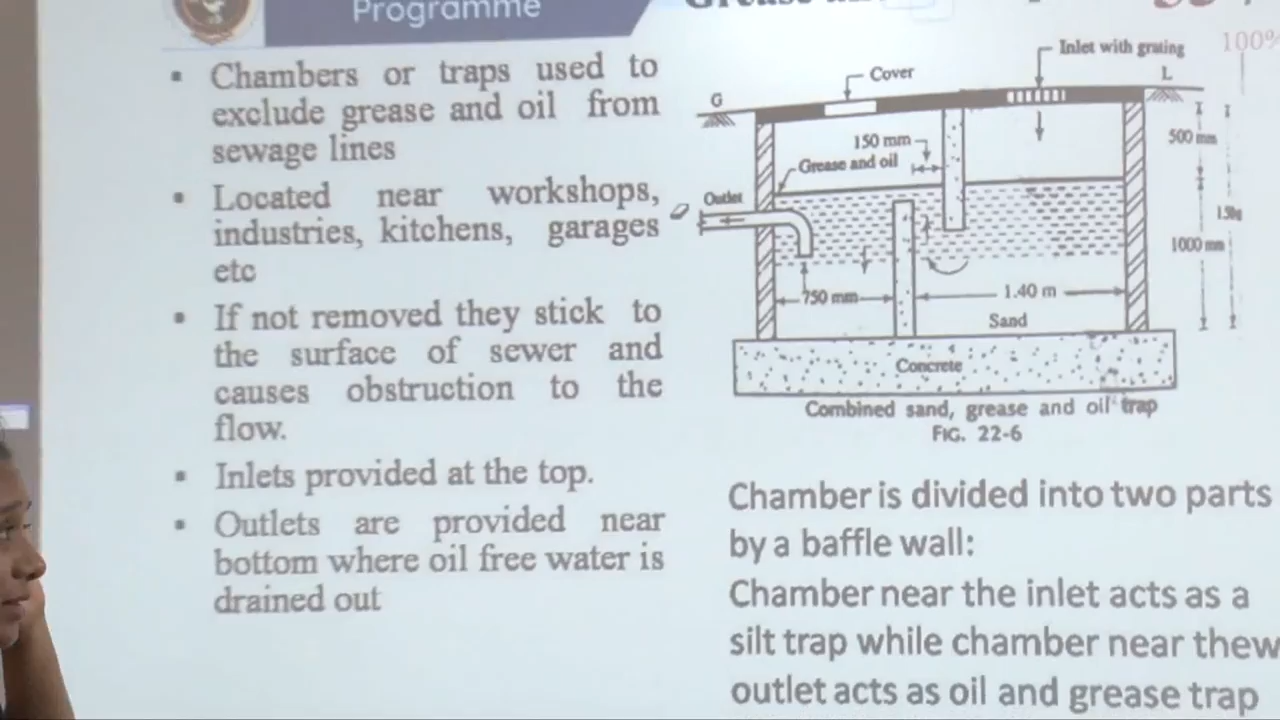 Programme
▪ Chambers or traps used to
exclude grease and oil from
sewage lines
▪ Located near workshops,
industries, kitchens, garages
etc
▪ If not removed they stick to
the surface of sewer and
causes obstruction to the
flow.
▪ Inlets provided at the top.
▪ Outlets are provided near
bottom where oil free water is
drained out
100%
Inlet with grating
Cover
G
L
150 mm
500 mm
Grease and oil
Outlet
1000 mm
750 mm
1.40 m
Sand
Concrete
Combined sand, grease and oil trap
FIG. 22-6
Chamber is divided into two parts
by a baffle wall:
Chamber near the inlet acts as a
silt trap while chamber near thew
outlet acts as oil and grease trap